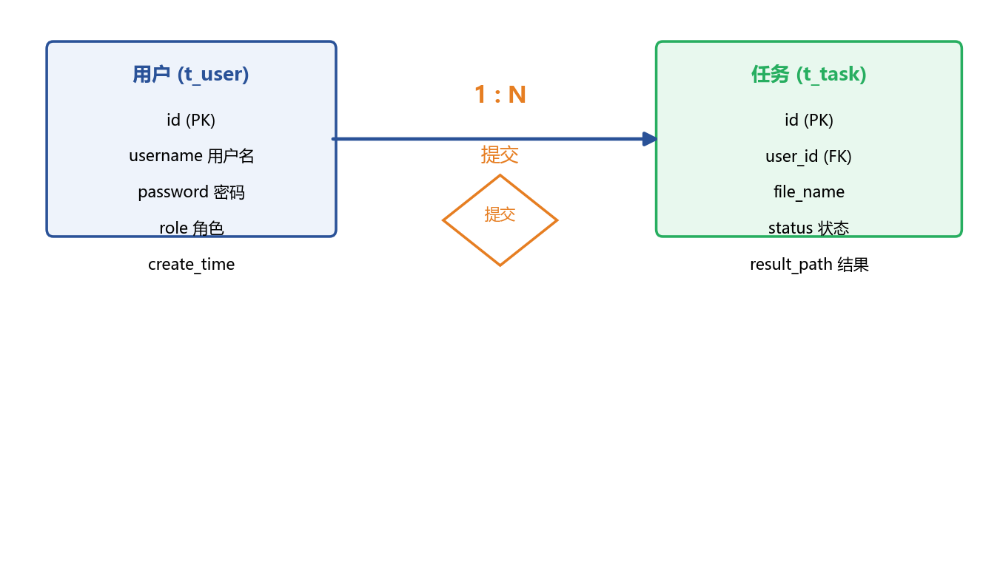 用户 (t_user)
id (PK)
username 用户名
password 密码
role 角色
create_time
1 : N
提交
提交
任务 (t_task)
id (PK)
user_id (FK)
file_name
status 状态
result_path 结果